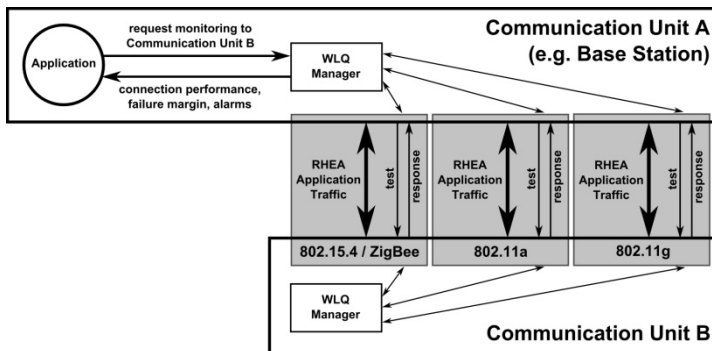 Communication Unit A
(e.g. Base Station)
request monitoring to
Communication Unit B
Application
WLQ
Manager
connection performance,
failure margin, alarms
RHEA
Application
Traffic
test
response
RHEA
Application
Traffic
test
response
RHEA
Application
Traffic
test
response
802.15.4 / ZigBee
802.11a
802.11g
WLQ
Manager
Communication Unit B